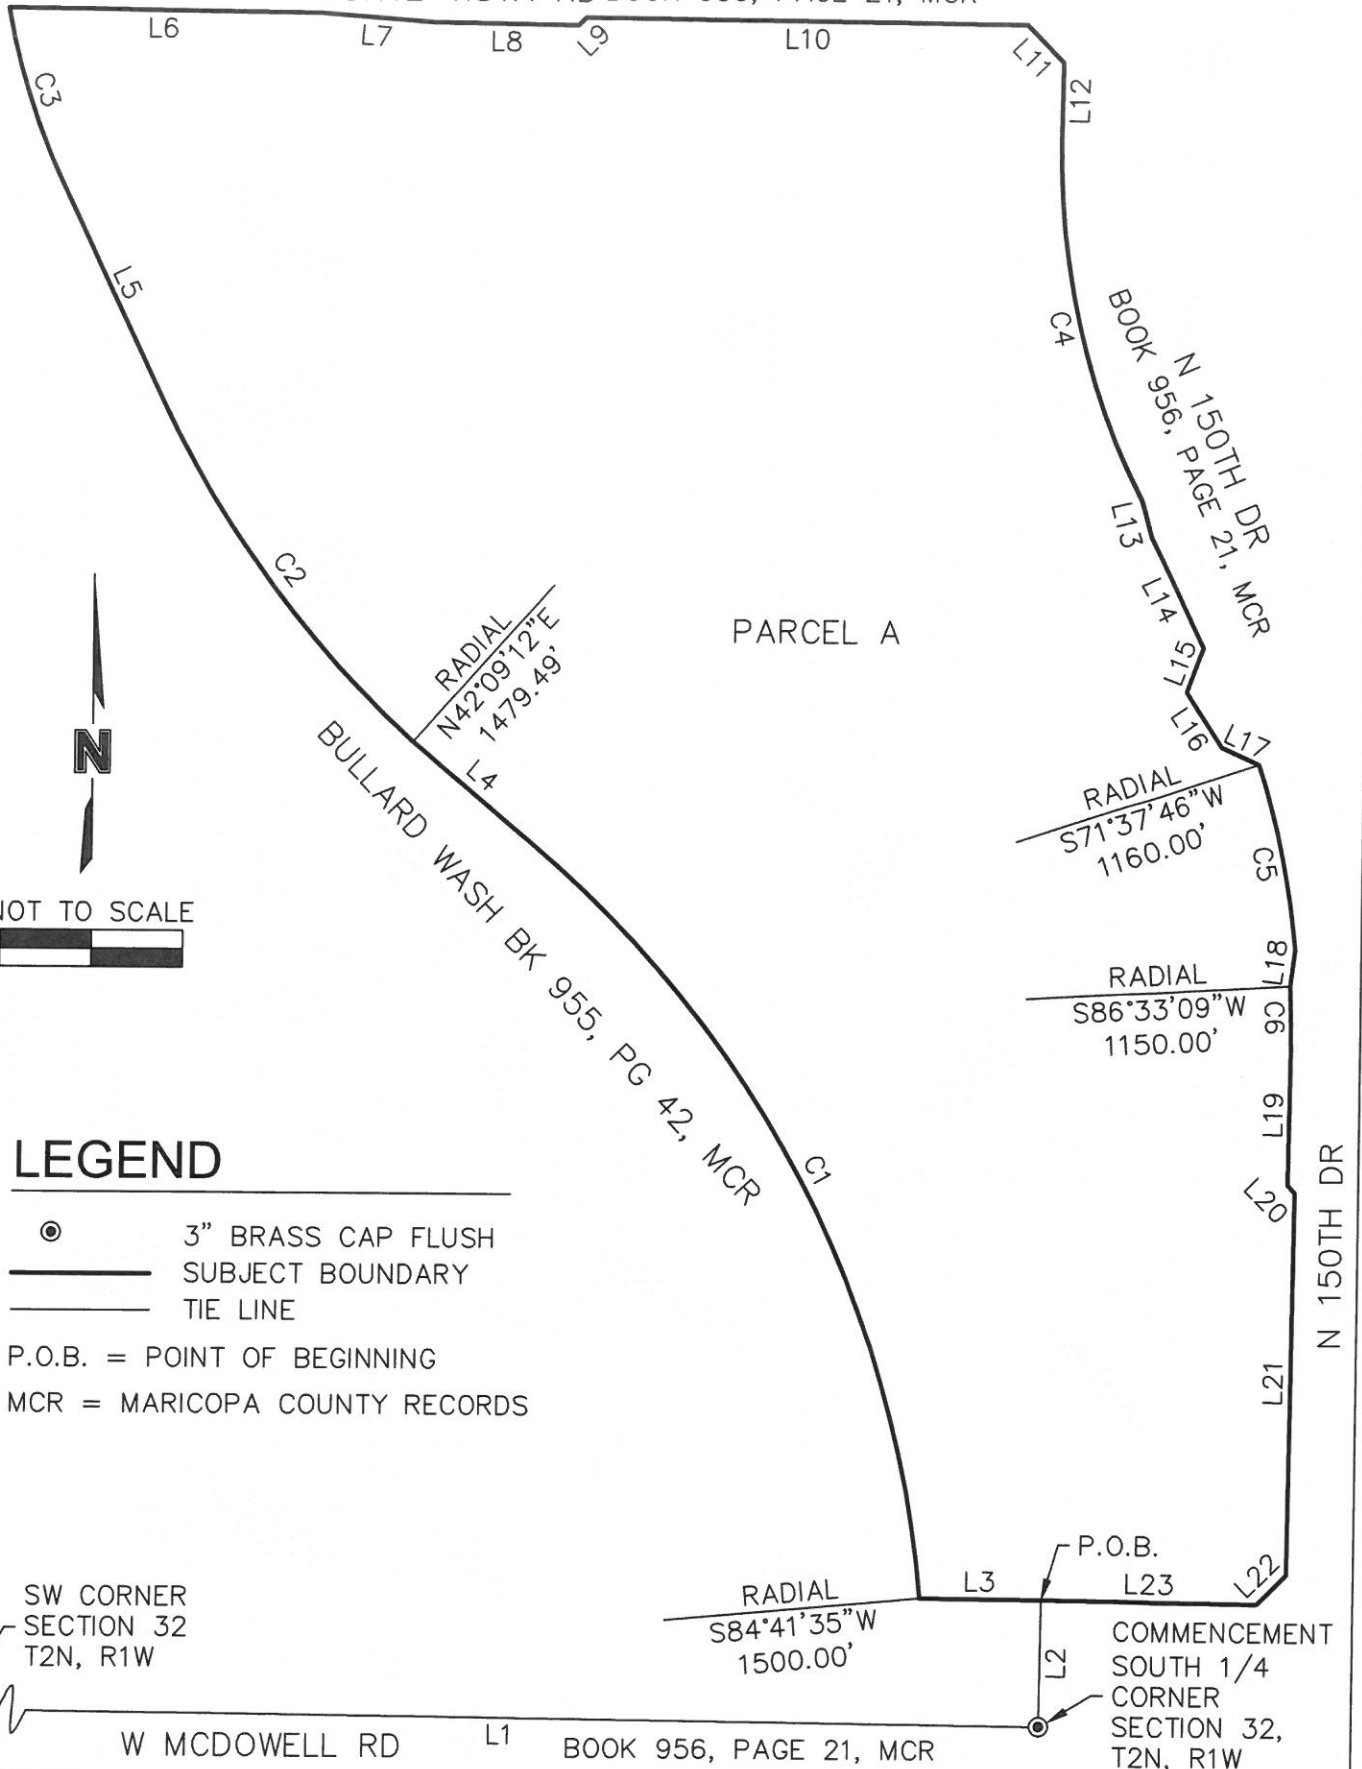 BOOK 956, PAGE 21, MCR
L6
L7
L8
L9
L10
L11
L12
C3
L5
C4
N 150TH DR
BOOK 956, PAGE 21, MCR
L13
C2
L14
PARCEL A
RADIAL
N42°09'12"E
1479.49'
L15
L16
L17
N
L4
BULLARD WASH BK 955, PG 42, MCR
RADIAL
S71°37'46"W
1160.00'
C5
NOT TO SCALE
L18
RADIAL
S86°33'09"W
1150.00'
C6
L19
LEGEND
3" BRASS CAP FLUSH
SUBJECT BOUNDARY
TIE LINE
P.O.B. = POINT OF BEGINNING
MCR = MARICOPA COUNTY RECORDS
C1
L20
N 150TH DR
L21
P.O.B.
L3
L23
L22
RADIAL
S84°41'35"W
1500.00'
SW CORNER
SECTION 32
T2N, R1W
L2
COMMENCEMENT
SOUTH 1/4
CORNER
SECTION 32,
T2N, R1W
W MCDOWELL RD
L1
BOOK 956, PAGE 21, MCR